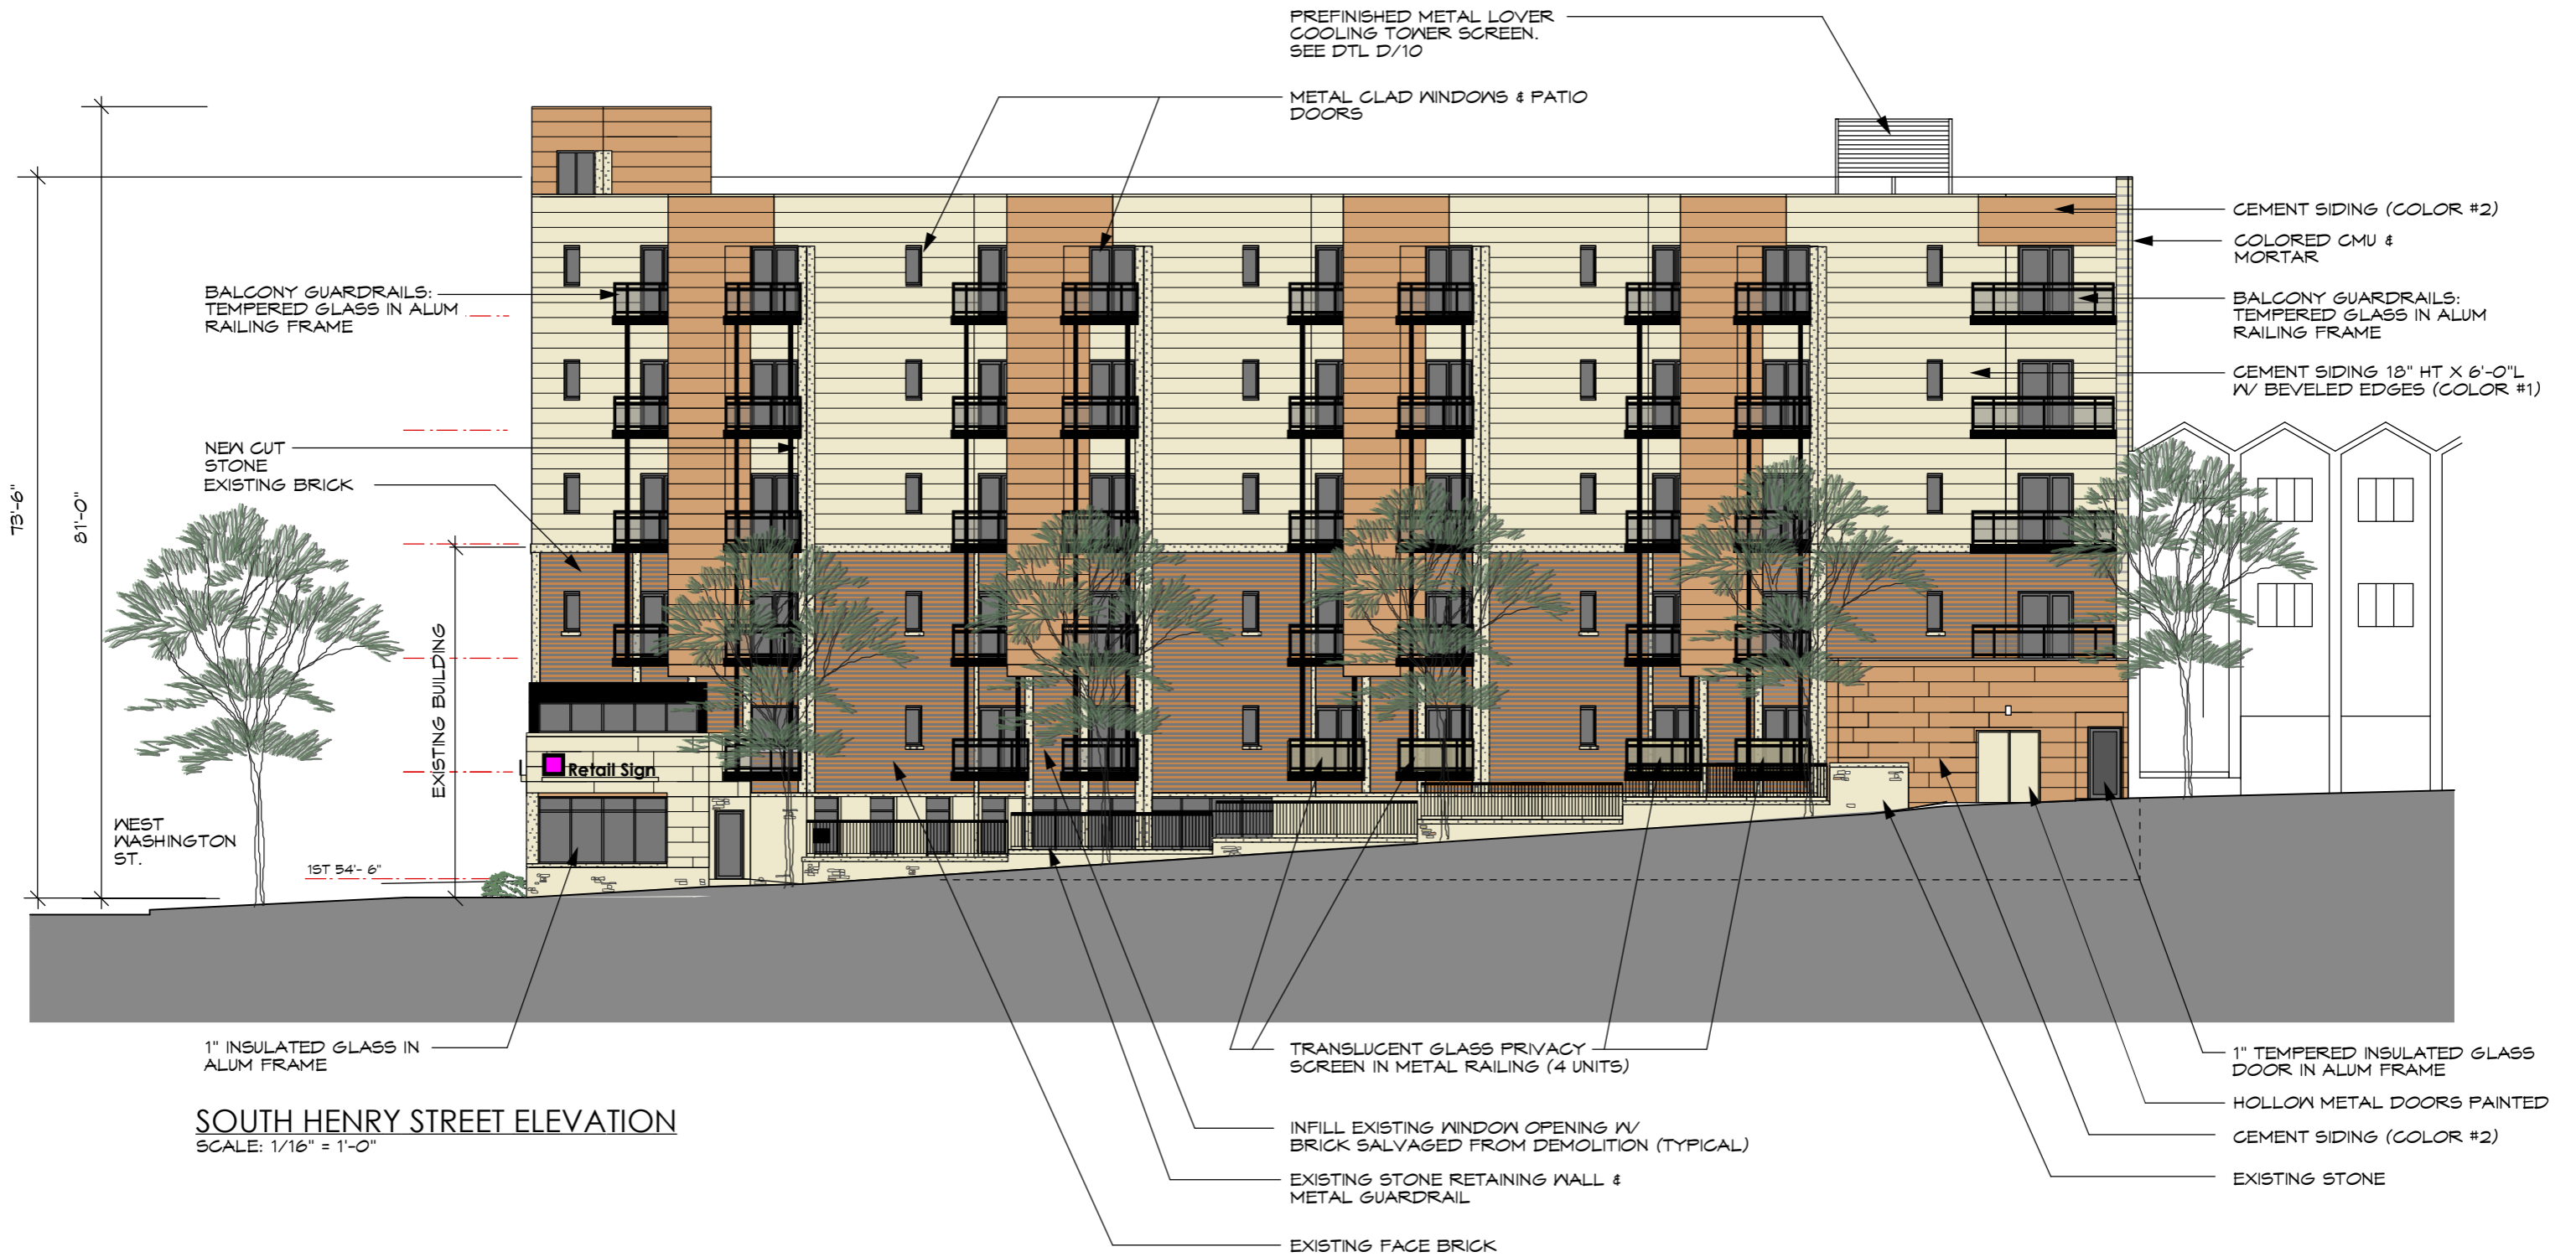 PREFINISHED METAL LOVER
COOLING TOWER SCREEN.
SEE DTL D/10
METAL CLAD WINDOWS & PATIO
DOORS
CEMENT SIDING (COLOR #2)
COLORED CMU &
MORTAR
BALCONY GUARDRAILS:
TEMPERED GLASS IN ALUM
RAILING FRAME
BALCONY GUARDRAILS:
TEMPERED GLASS IN ALUM
RAILING FRAME
CEMENT SIDING 18" HT X 6'-0"L
W/ BEVELED EDGES (COLOR #1)
NEW CUT
STONE
EXISTING BRICK
73'-6"
81'-0"
EXISTING BUILDING
Retail Sign
WEST
WASHINGTON
ST.
1ST 54'- 6"
1" INSULATED GLASS IN
ALUM FRAME
TRANSLUCENT GLASS PRIVACY
SCREEN IN METAL RAILING (4 UNITS)
1" TEMPERED INSULATED GLASS
DOOR IN ALUM FRAME
HOLLOW METAL DOORS PAINTED
SOUTH HENRY STREET ELEVATION
SCALE: 1/16" = 1'-0"
INFILL EXISTING WINDOW OPENING W/
BRICK SALVAGED FROM DEMOLITION (TYPICAL)
CEMENT SIDING (COLOR #2)
EXISTING STONE RETAINING WALL &
METAL GUARDRAIL
EXISTING STONE
EXISTING FACE BRICK